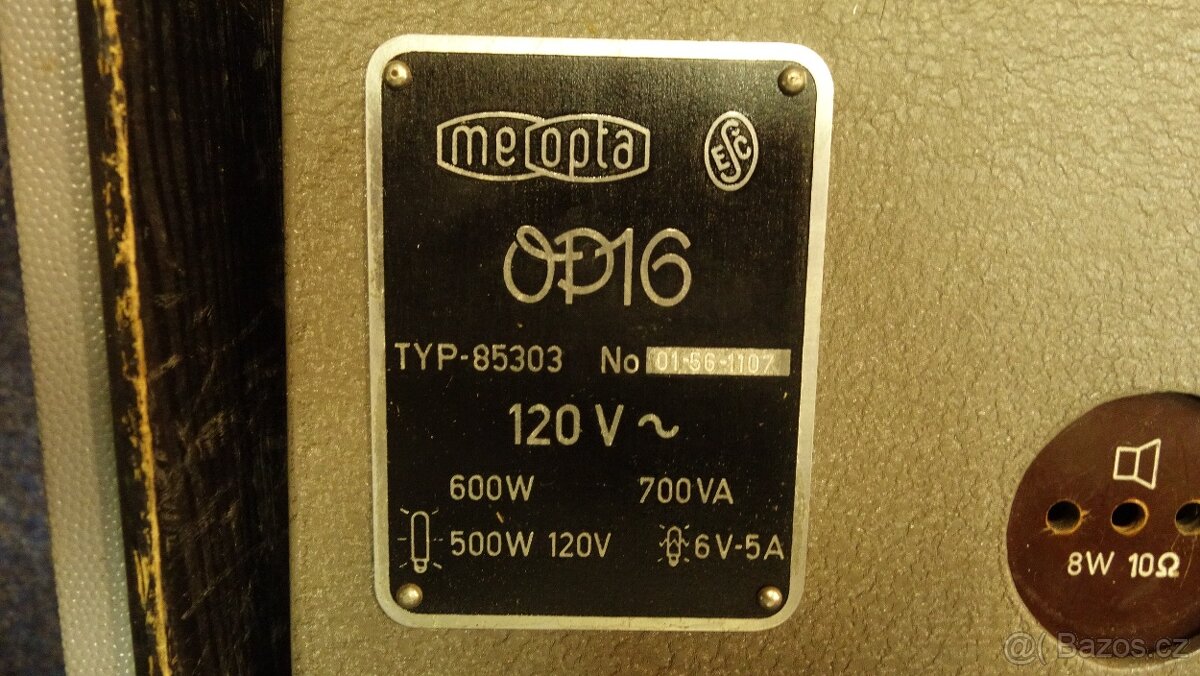 meopta ESČ
OP16
TYP-85303 No 01-56-1107
120 V ~
600W 700VA
500W 120V 6V-5A
8W 10Ω
@( Bazos.cz